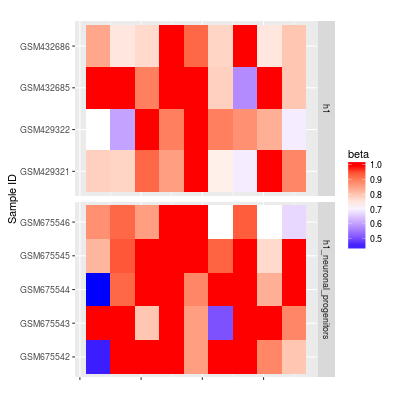 GSM432686
GSM432685
GSM429322
GSM429321
h1
GSM675546
GSM675545
GSM675544
GSM675543
GSM675542
h1_neuronal_progenitors
Sample ID
beta
1.0
0.9
0.8
0.7
0.6
0.5